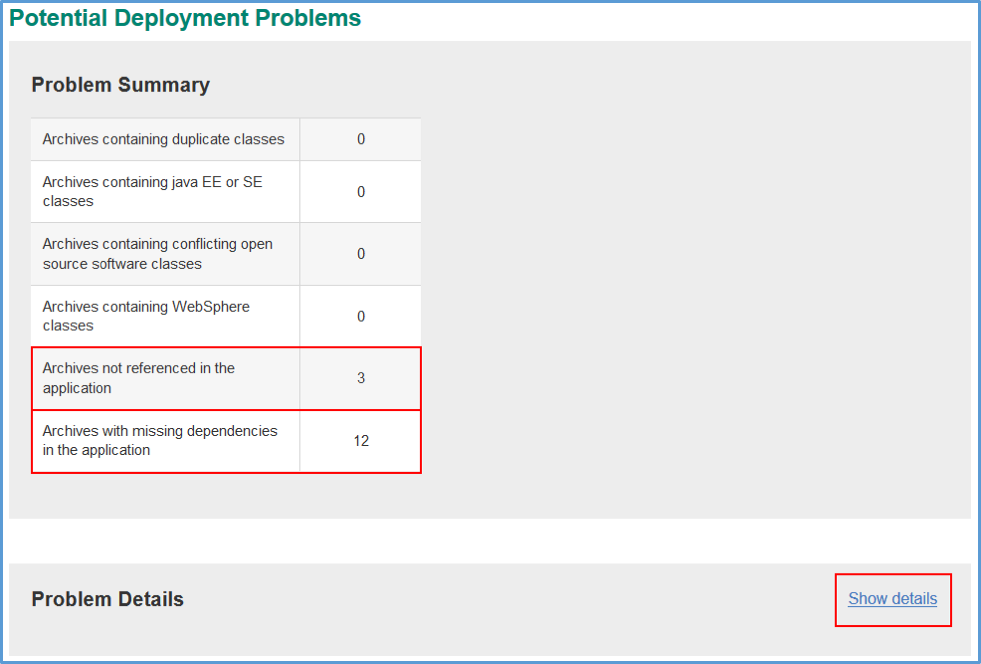 Potential Deployment Problems
Problem Summary
Archives containing duplicate classes 0
Archives containing java EE or SE
classes
0
Archives containing conflicting open
source software classes
0
Archives containing WebSphere
classes
0
Archives not referenced in the
application
3
Archives with missing dependencies
in the application
12
Problem Details
Show details